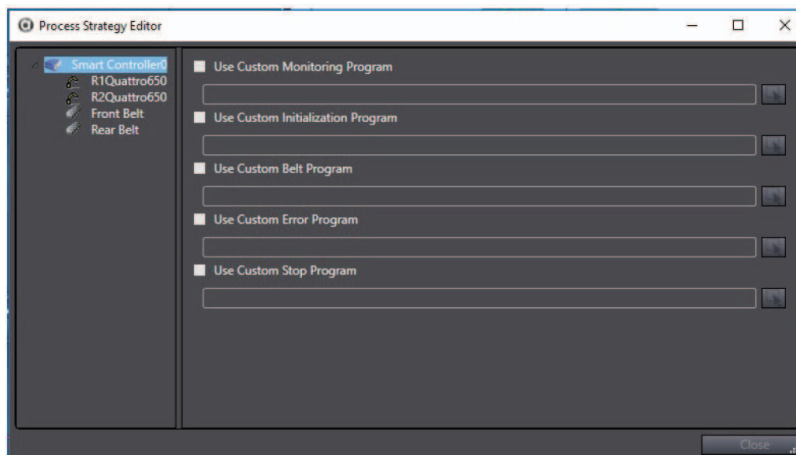 Process Strategy Editor
Smart Controller0
R1Quattro650
R2Quattro650
Front Belt
Rear Belt
Use Custom Monitoring Program
Use Custom Initialization Program
Use Custom Belt Program
Use Custom Error Program
Use Custom Stop Program
Close